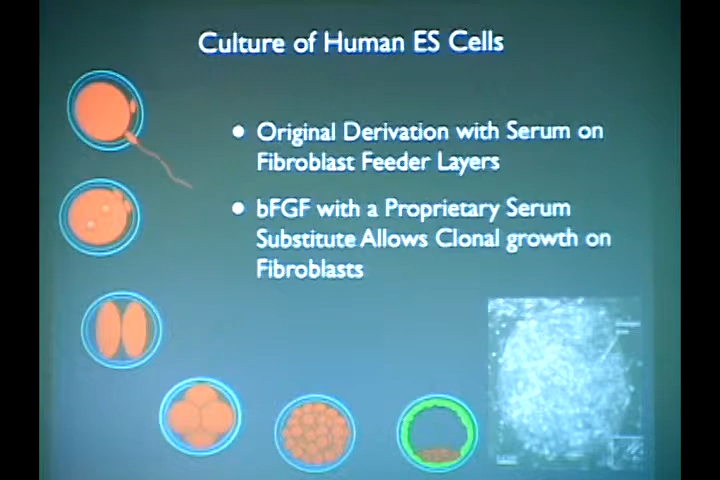 Culture of Human ES Cells
Original Derivation with Serum on
Fibroblast Feeder Layers
bFGF with a Proprietary Serum
Substitute Allows Clonal growth on
Fibroblasts